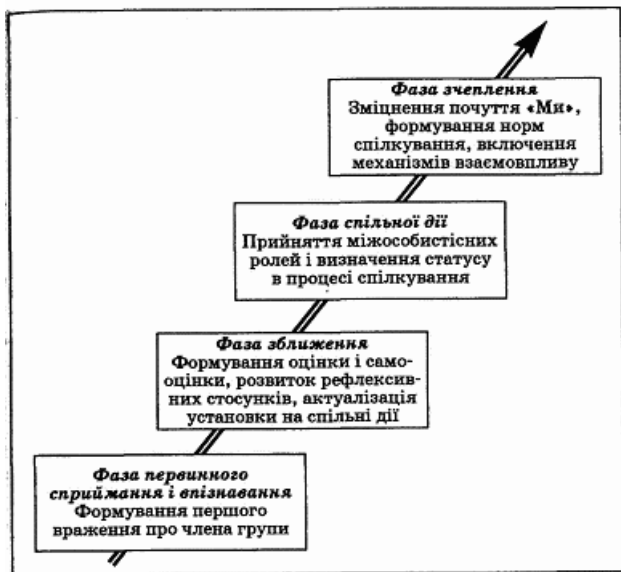 Фаза зчеплення
Зміцнення почуття «Ми»,
формування норм
спілкування, включення
механізмів взаємовпливу
Фаза спільної дії
Прийняття міжособистісних
ролей і визначення статусу
в процесі спілкування
Фаза зближення
Формування оцінки і само-
оцінки, розвиток рефлексив-
них стосунків, актуалізація
установки на спільні дії
Фаза первинного
сприймання і впізнавання
Формування першого
враження про члена групи